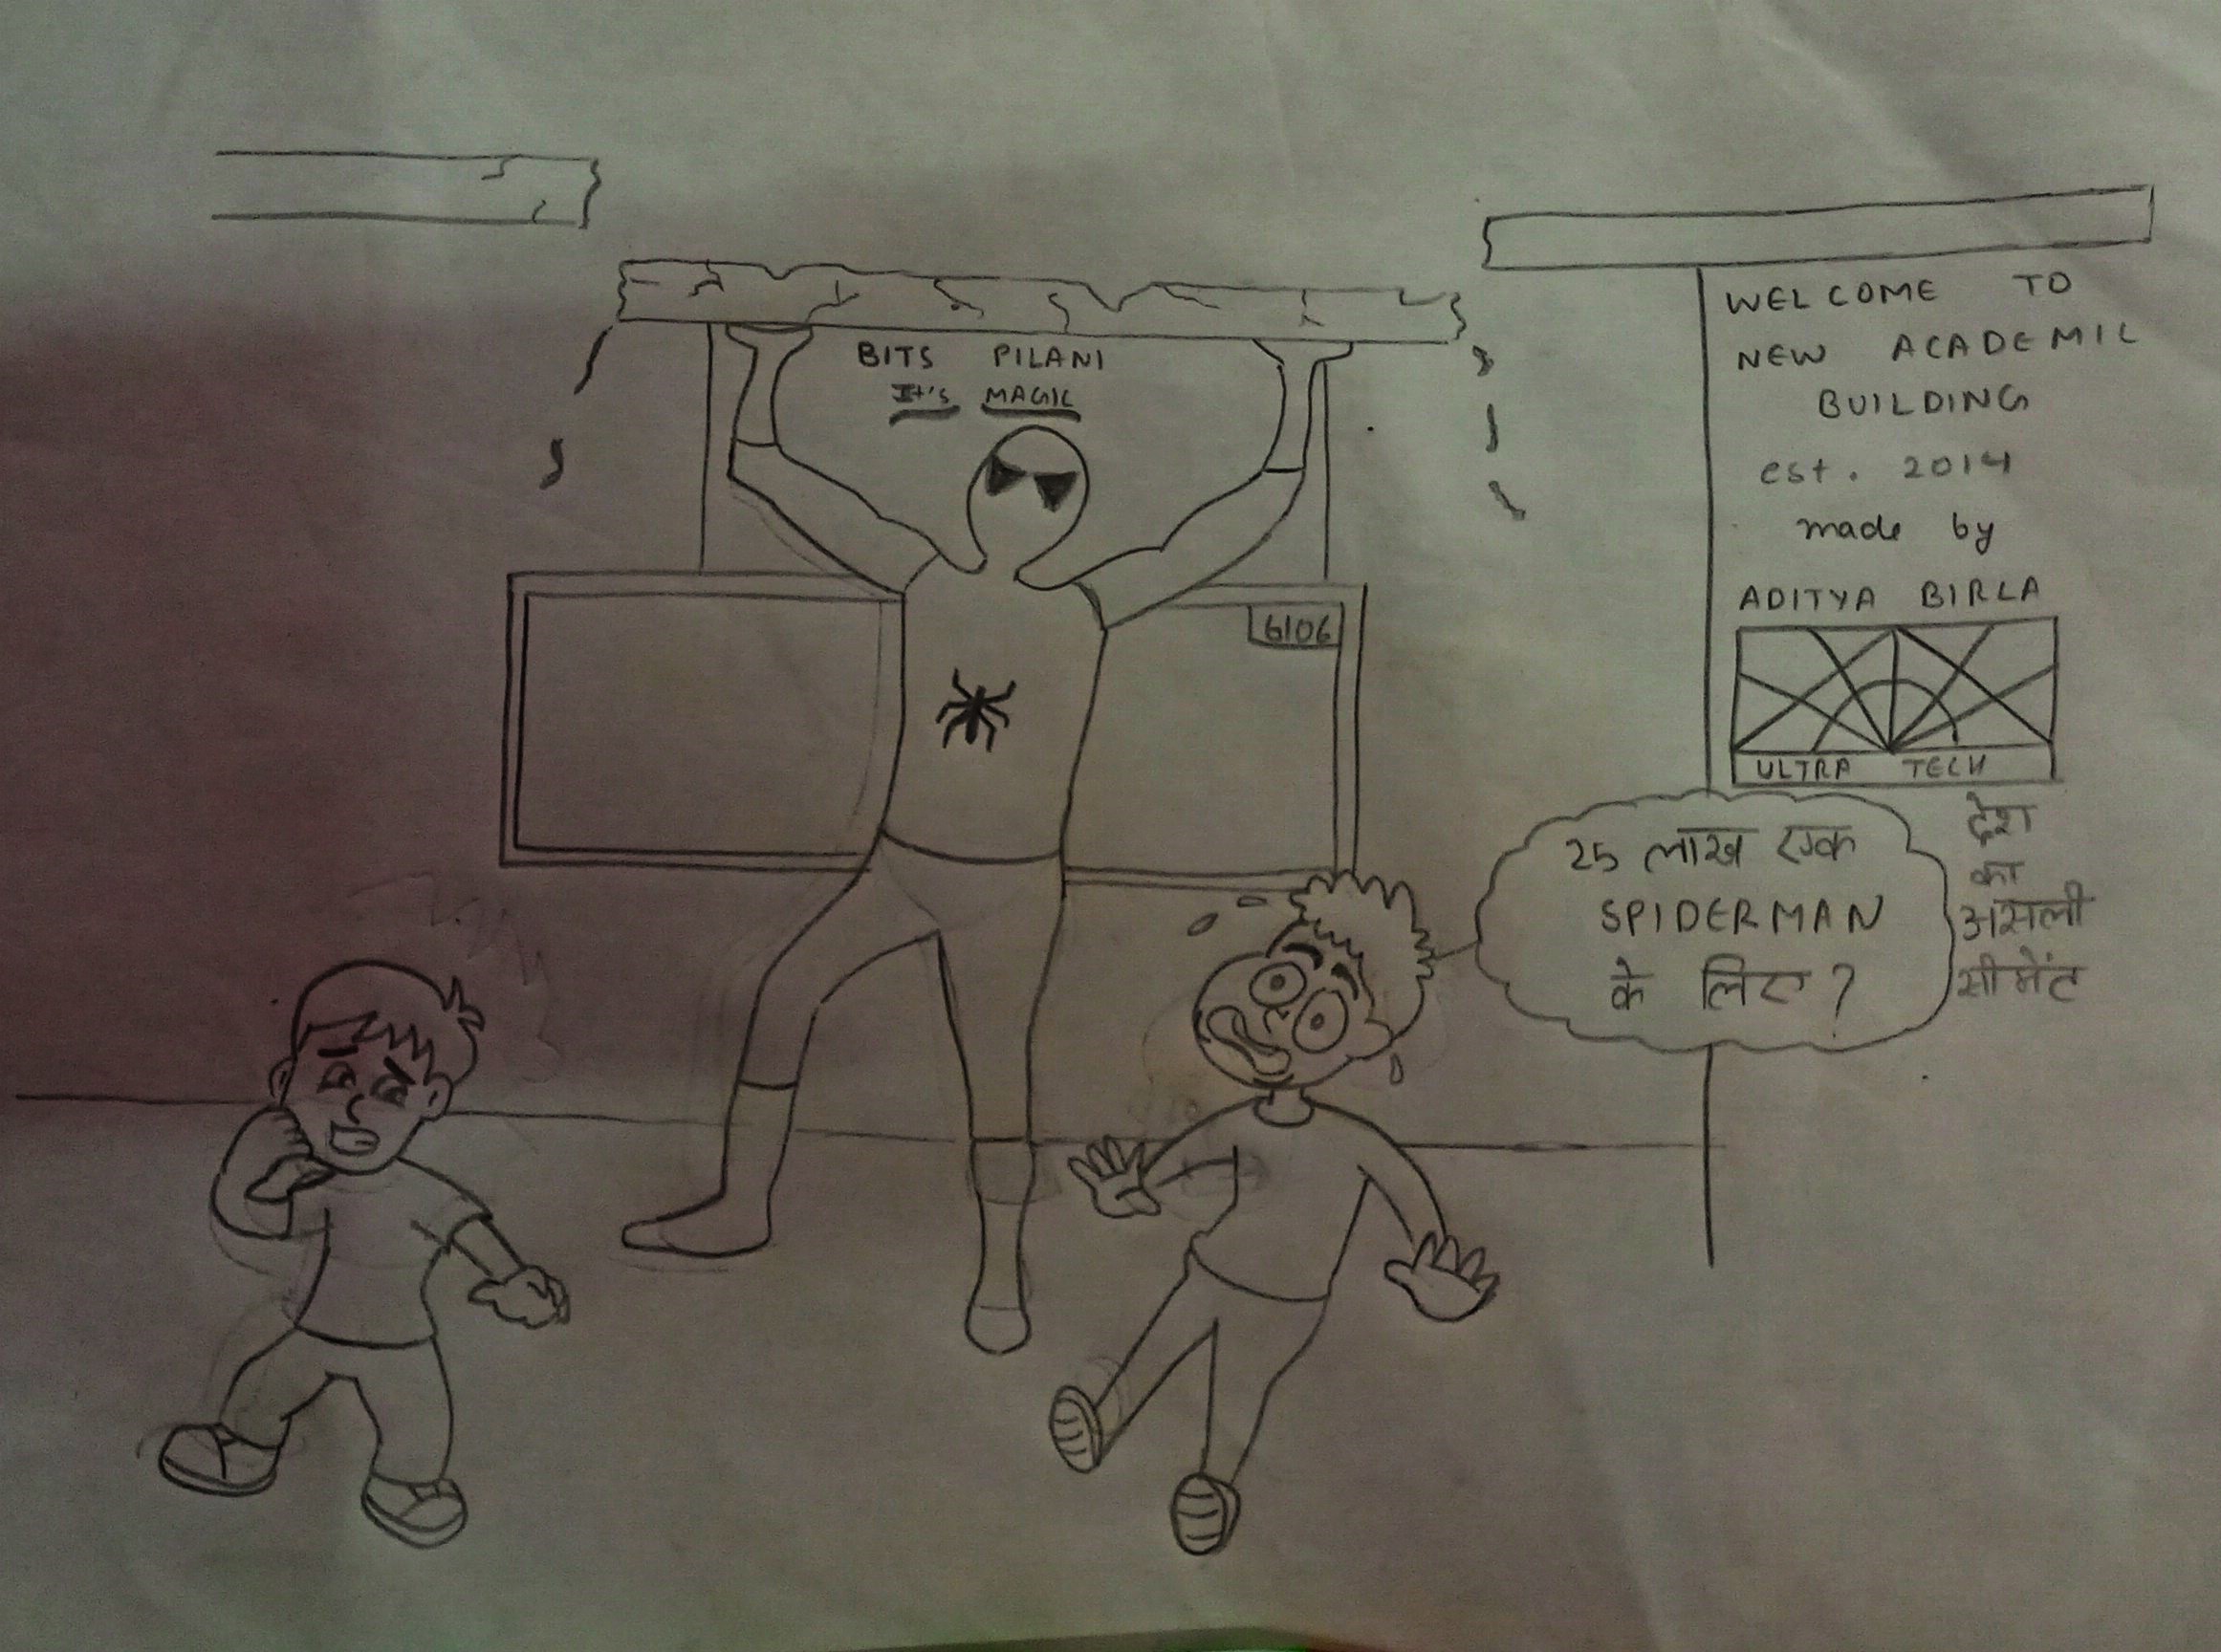 BITS PILANI
It's MAGIC
6106
WELCOME TO
NEW ACADEMIC
BUILDING
est. 2014
made by
ADITYA BIRLA
ULTRA TECH
देश
का
असली
सीमेंट
25 लाख एक
SPIDERMAN
के लिए?